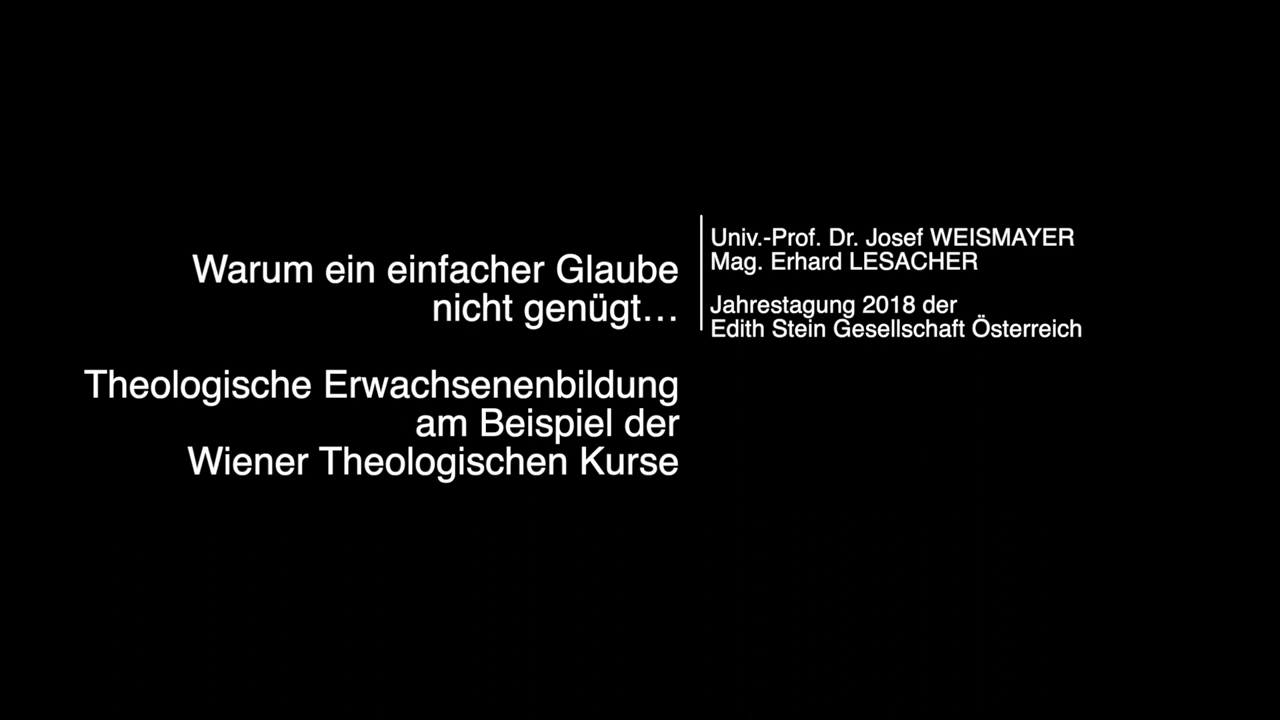 Warum ein einfacher Glaube
nicht genügt…
Theologische Erwachsenenbildung
am Beispiel der
Wiener Theologischen Kurse
Univ.-Prof. Dr. Josef WEISMAYER
Mag. Erhard LESACHER
Jahrestagung 2018 der
Edith Stein Gesellschaft Österreich